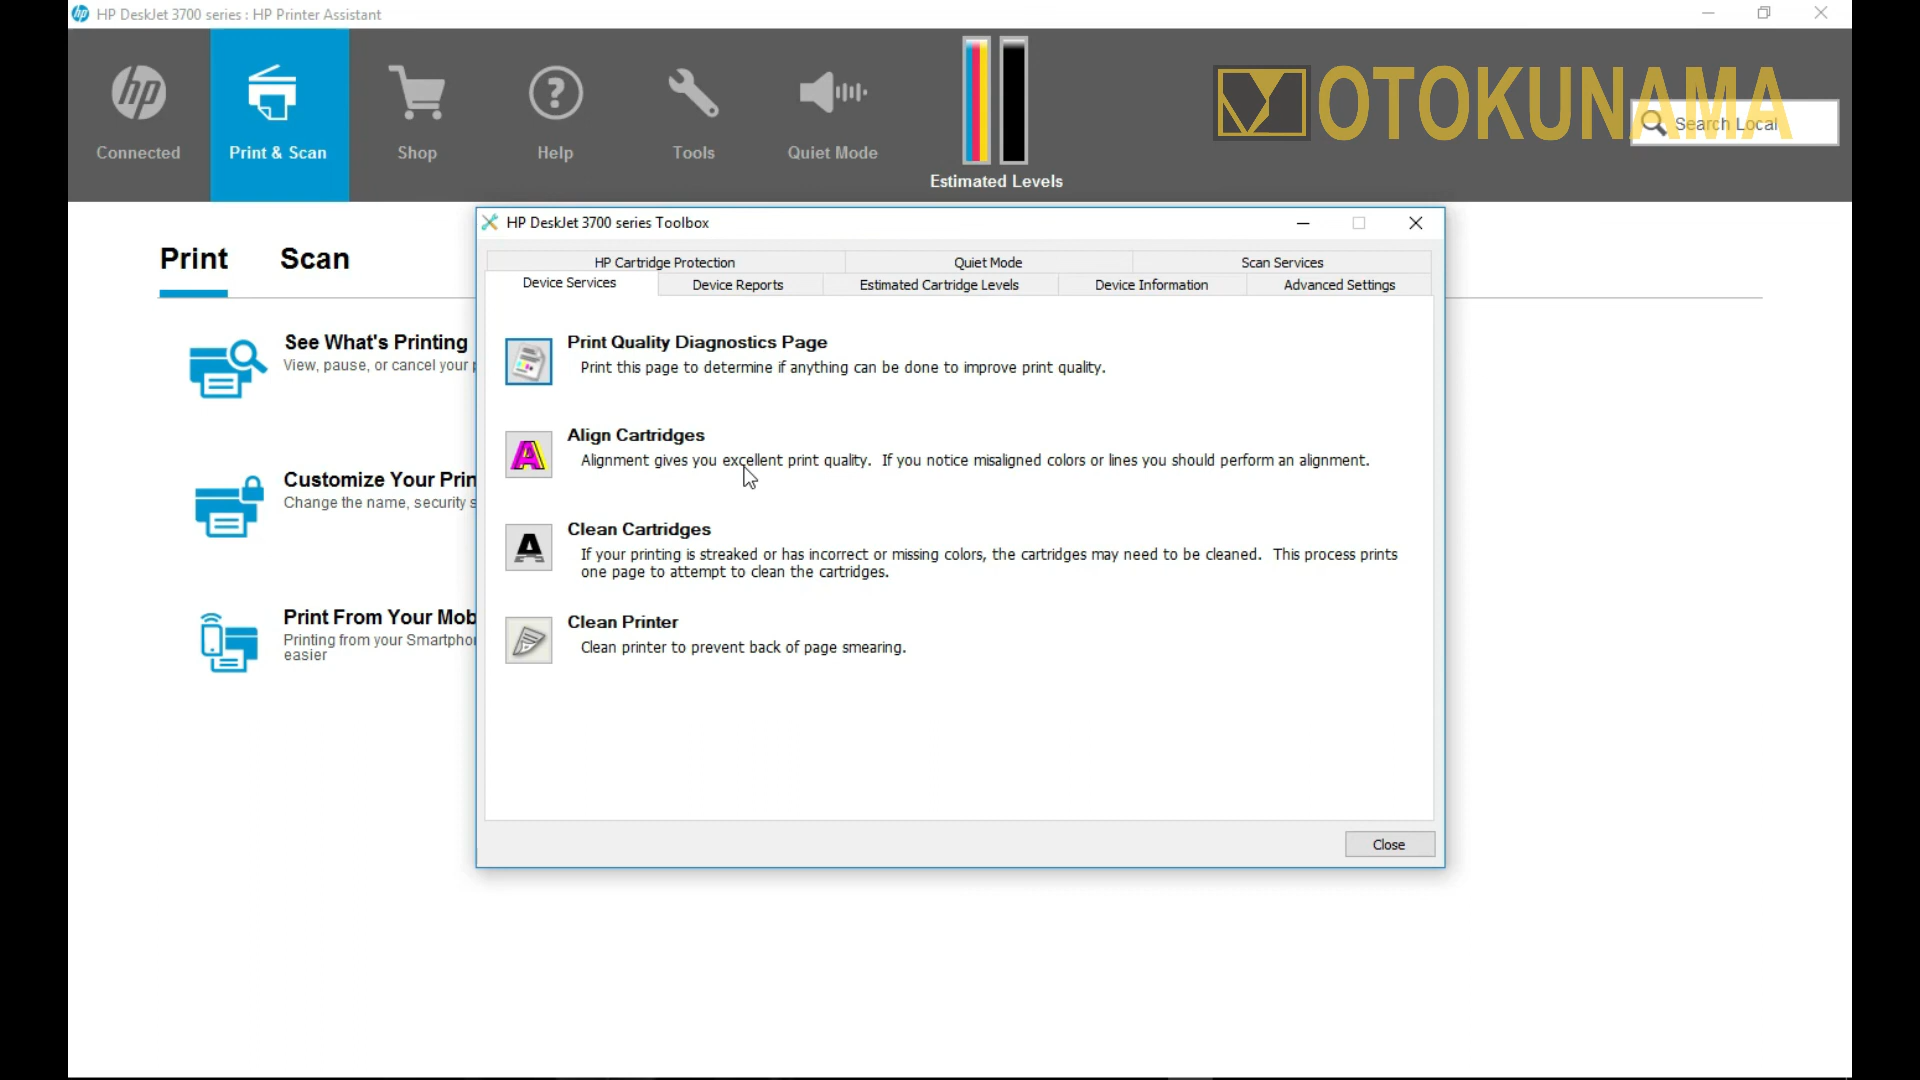 HP DeskJet 3700 series : HP Printer Assistant
hp
Connected
Print & Scan
Shop
Help
Tools
Quiet Mode
Estimated Levels
OTOKUNAMA
Search Local
Print
Scan
See What's Printing
View, pause, or cancel your
Customize Your Prin
Change the name, security s
Print From Your Mob
Printing from your Smartphon
easier
HP DeskJet 3700 series Toolbox
HP Cartridge Protection
Quiet Mode
Scan Services
Device Services
Device Reports
Estimated Cartridge Levels
Device Information
Advanced Settings
Print Quality Diagnostics Page
Print this page to determine if anything can be done to improve print quality.
Align Cartridges
Alignment gives you excellent print quality. If you notice misaligned colors or lines you should perform an alignment.
Clean Cartridges
If your printing is streaked or has incorrect or missing colors, the cartridges may need to be cleaned. This process prints
one page to attempt to clean the cartridges.
Clean Printer
Clean printer to prevent back of page smearing.
Close